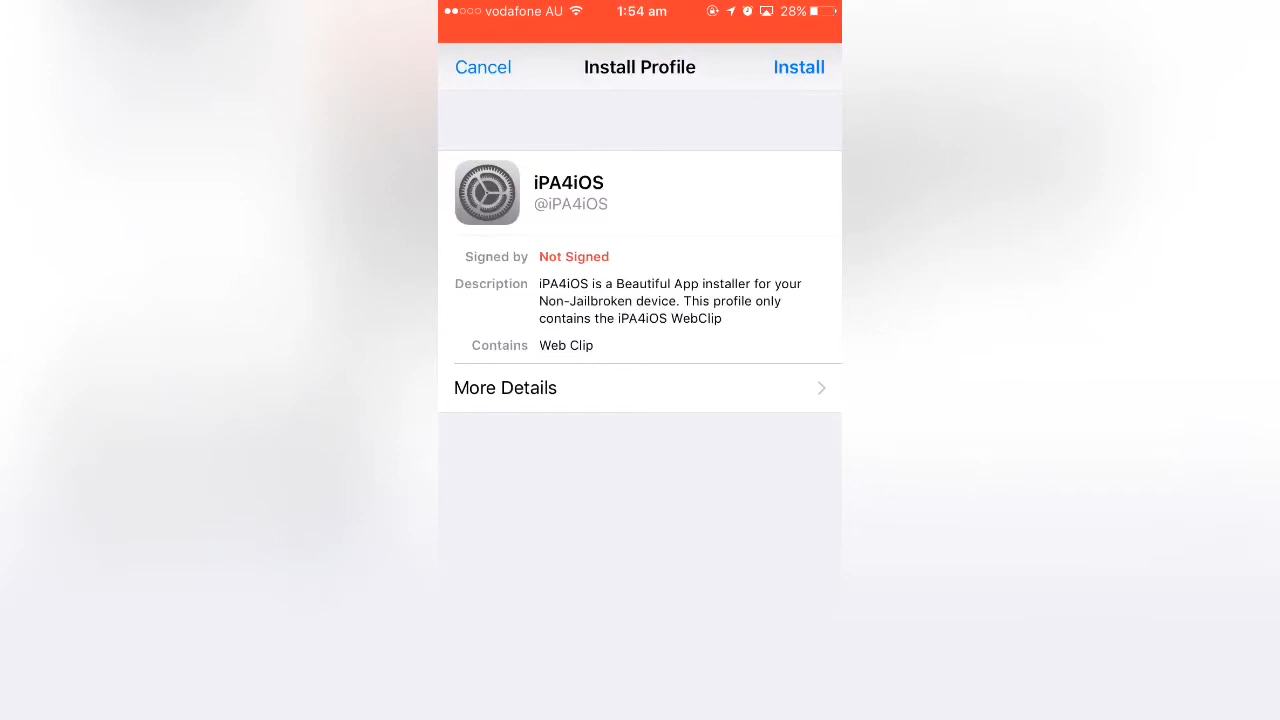 vodafone AU 1:54 am 28%
Cancel Install Profile Install
iPA4iOS
@iPA4iOS
Signed by Not Signed
Description iPA4iOS is a Beautiful App installer for your
Non-Jailbroken device. This profile only
contains the iPA4iOS WebClip
Contains Web Clip
More Details